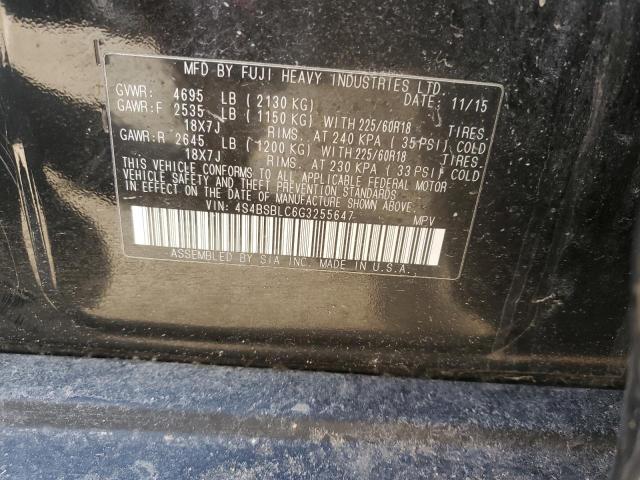 MFD BY FUJI HEAVY INDUSTRIES LTD.
GVWR: 4695 LB (2130 KG) DATE: 11/15
GAWR:F 2535 LB (1150 KG) WITH 225/60R18 TIRES.
18X7J RIMS. AT 240 KPA (35 PSI) COLD
GAWR:R 2645 LB (1200 KG) WITH 225/60R18 TIRES.
18X7J RIMS. AT 230 KPA (33 PSI) COLD
THIS VEHICLE CONFORMS TO ALL APPLICABLE FEDERAL MOTOR
VEHICLE SAFETY AND BUMPER STANDARDS
IN EFFECT ON THE DATE OF MANUFACTURE SHOWN ABOVE.
VIN: 4S4BSBLC6G3255647 MPV
ASSEMBLED BY SIA INC. MADE IN U.S.A.